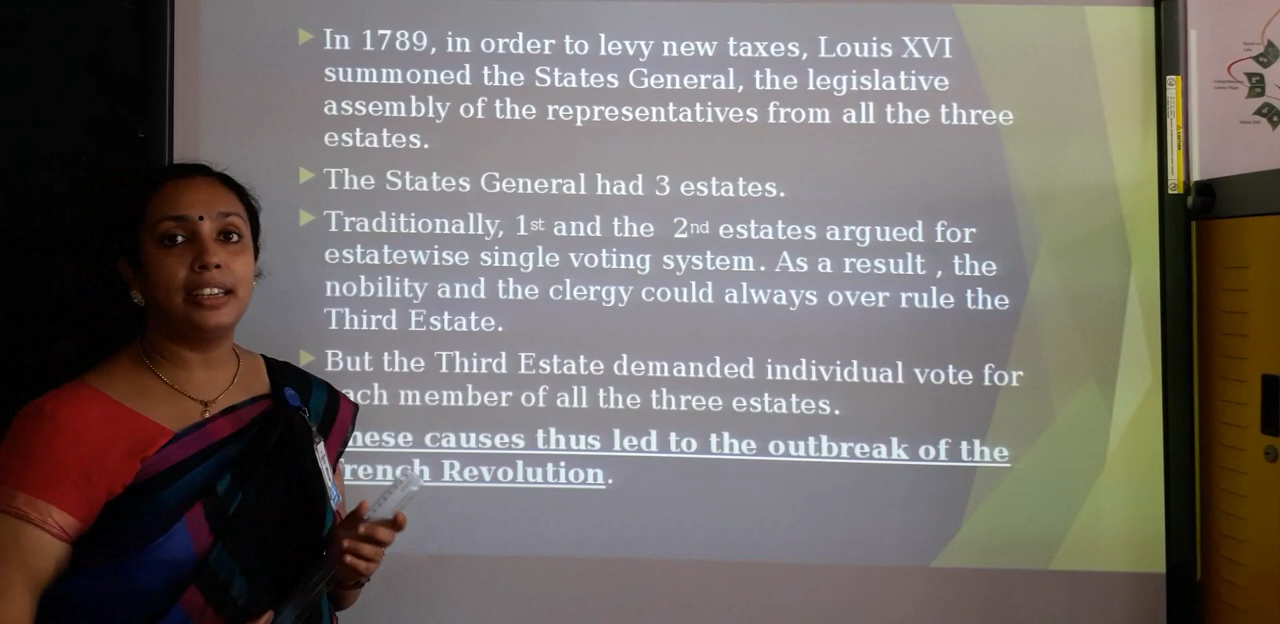 In 1789, in order to levy new taxes, Louis XVI
summoned the States General, the legislative
assembly of the representatives from all the three
estates.
The States General had 3 estates.
Traditionally, 1st and the 2nd estates argued for
estatewise single voting system. As a result , the
nobility and the clergy could always over rule the
Third Estate.
But the Third Estate demanded individual vote for
ach member of all the three estates.
hese causes thus led to the outbreak of the
rench Revolution.